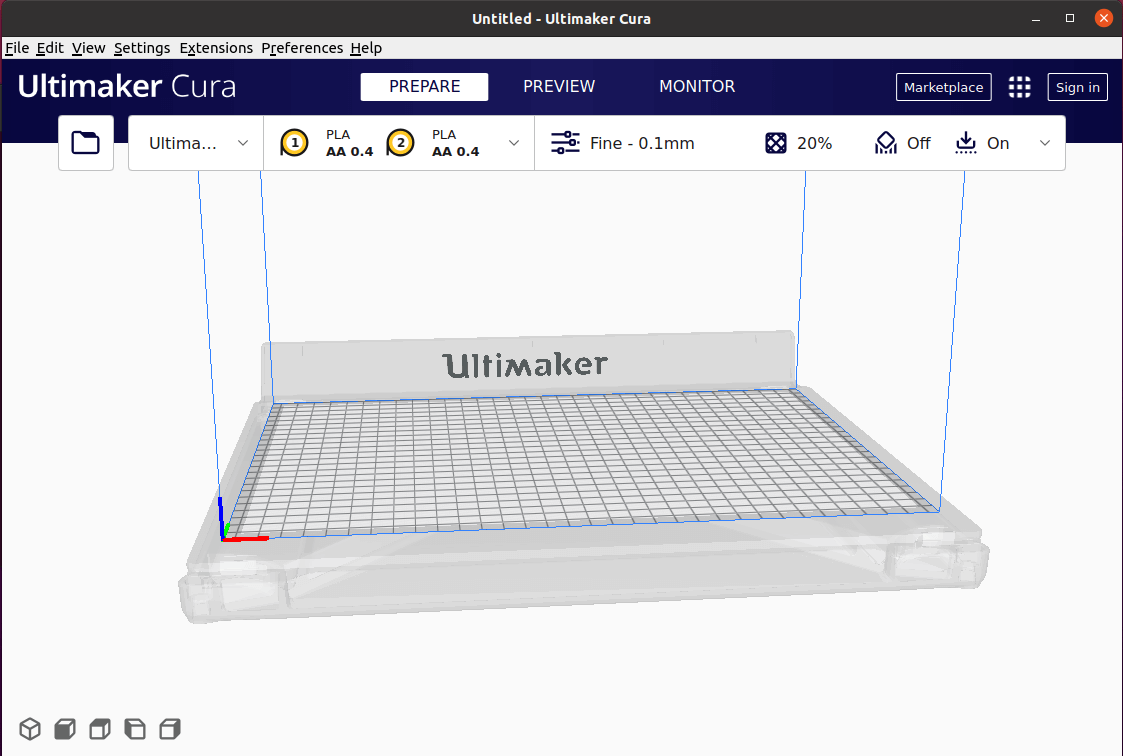 Untitled - Ultimaker Cura
File Edit View Settings Extensions Preferences Help
Ultimaker Cura PREPARE PREVIEW MONITOR Marketplace Sign in
Ultima... 1 PLA AA 0.4 2 PLA AA 0.4 Fine - 0.1mm 20% Off On
Ultimaker